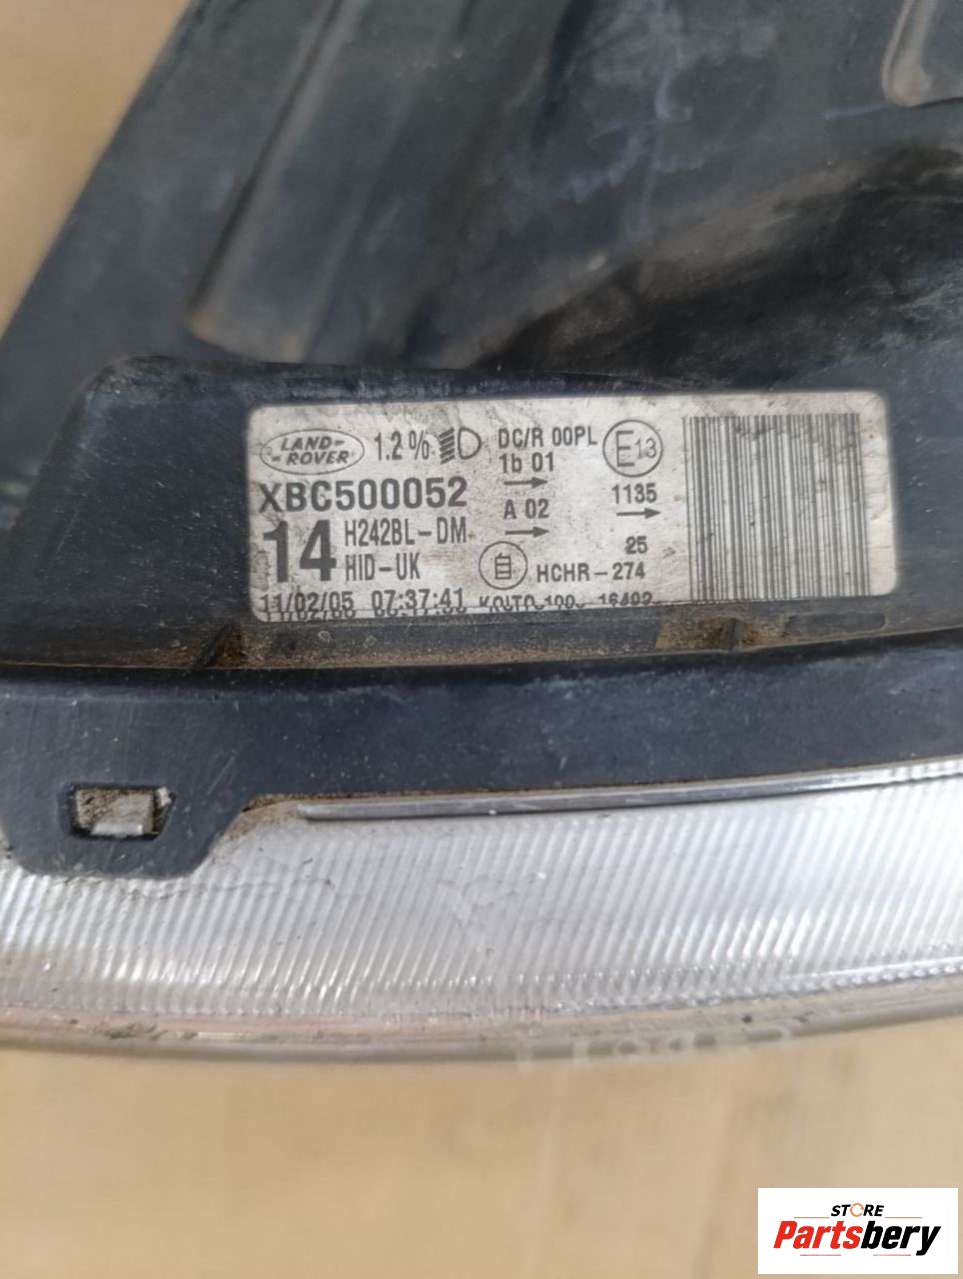 LAND-
-ROVER
1.2%
DC/R 00PL
1b 01
E13
XBC500052
A 02
1135
14
H242BL-DM
HID-UK
25
HCHR-274
11/02/05 07:37:41
STORE
Partsbery